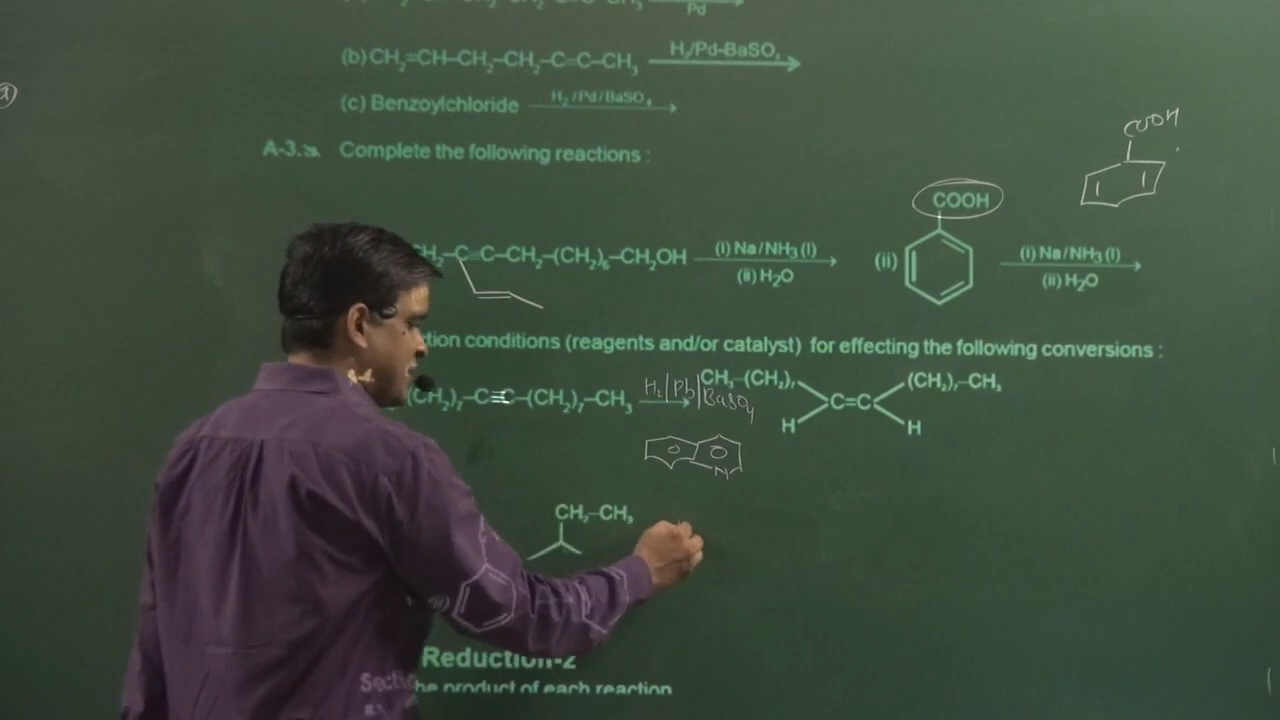 Pd
(b) CH₂=CH–CH₂–CH₂–C≡C–CH₃ H₂/Pd-BaSO₄
(c) Benzoylchloride H₂/Pd/BaSO₄
A-3. Complete the following reactions :
COOH
CH₂–C≡C–CH₂–(CH₂)₆–CH₂OH (i) Na/NH₃(l) (ii) H₂O
(ii) COOH (i) Na/NH₃(l) (ii) H₂O
tion conditions (reagents and/or catalyst) for effecting the following conversions :
(CH₂)₇–C≡C–(CH₂)₇–CH₃ H₂|Pb|BaSO₄ CH₃–(CH₂)₇ C=C (CH₂)₇–CH₃ H H
N
CH₂–CH₃
Reduction-2
Secti he product of each reaction